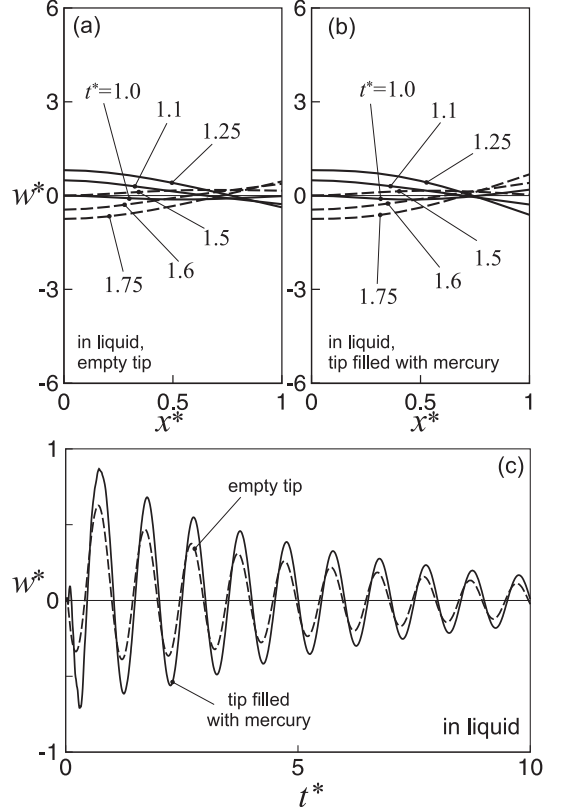 (a)
(b)
6
3
0
-3
-6
w*
t*=1.0
1.1
1.25
1.5
1.6
1.75
in liquid,
empty tip
0
0.5
1
x*
6
3
0
-3
-6
t*=1.0
1.1
1.25
1.5
1.6
1.75
in liquid,
tip filled with mercury
0
0.5
1
x*
(c)
1
0
-1
w*
empty tip
tip filled
with mercury
in liquid
0
5
10
t*